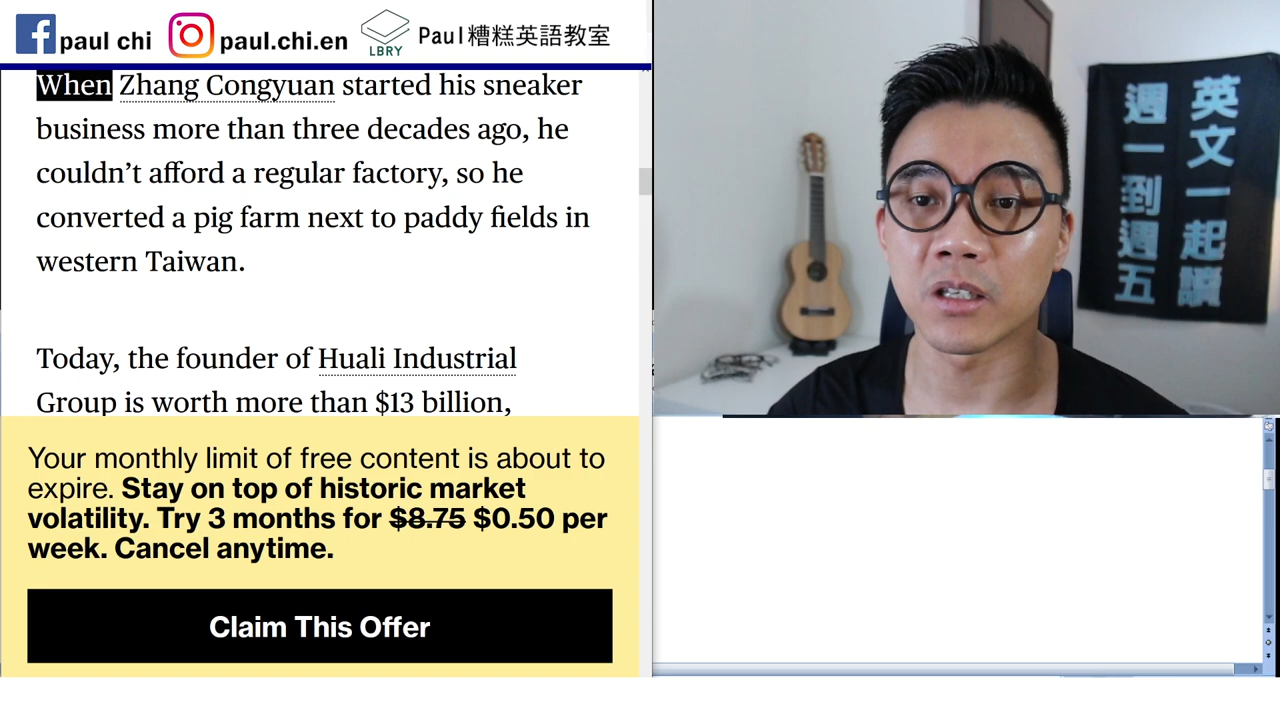 paul chi
paul.chi.en
LBRY
Paul糟糕英語教室
When Zhang Congyuan started his sneaker
business more than three decades ago, he
couldn’t afford a regular factory, so he
converted a pig farm next to paddy fields in
western Taiwan.
Today, the founder of Huali Industrial
Group is worth more than $13 billion,
Your monthly limit of free content is about to
expire. Stay on top of historic market
volatility. Try 3 months for $8.75 $0.50 per
week. Cancel anytime.
Claim This Offer
英文一起讀
週一到週五